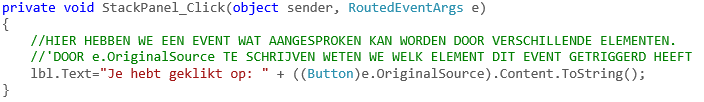 private void StackPanel_Click(object sender, RoutedEventArgs e)
{
//HIER HEBBEN WE EEN EVENT WAT AANGESPROKEN KAN WORDEN DOOR VERSCHILLENDE ELEMENTEN.
//'DOOR e.OriginalSource TE SCHRIJVEN WETEN WE WELK ELEMENT DIT EVENT GETRIGGERD HEEFT
lbl.Text="Je hebt geklikt op: " + ((Button)e.OriginalSource).Content.ToString();
}